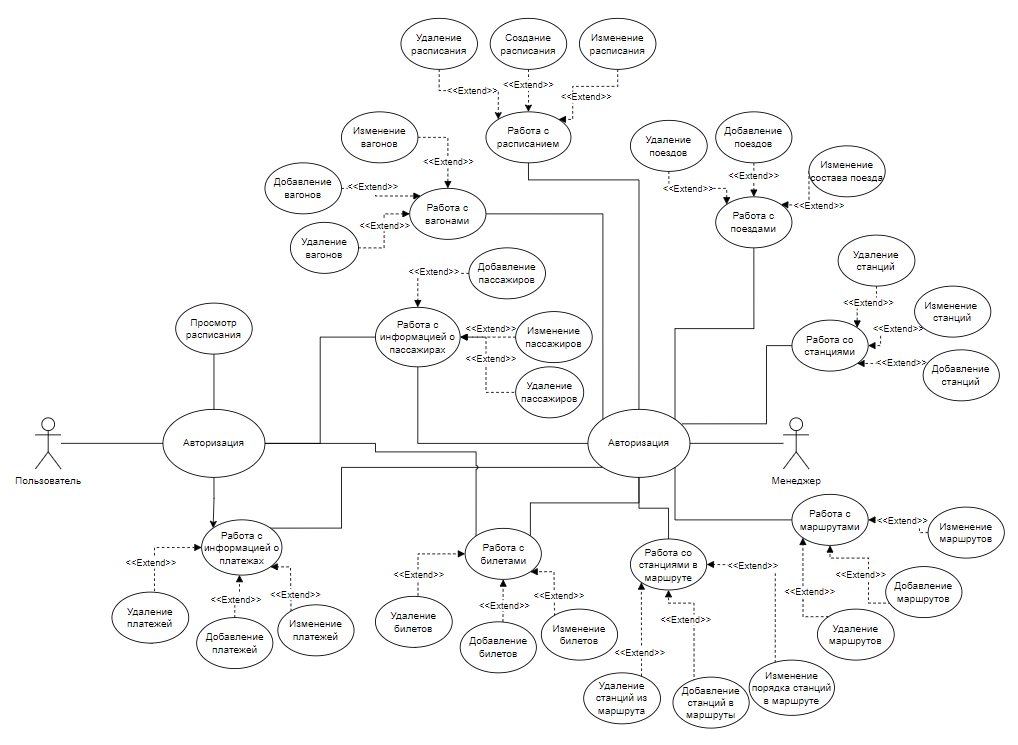 Удаление
расписания
Создание
расписания
Изменение
расписания
<<Extend>>
<<Extend>>
<<Extend>>
Работа с
расписанием
Изменение
вагонов
<<Extend>>
Добавление
вагонов
<<Extend>>
Работа с
вагонами
Удаление
вагонов
<<Extend>>
Удаление
поездов
Добавление
поездов
Изменение
состава поезда
<<Extend>>
<<Extend>>
<<Extend>>
Работа с
поездами
Удаление
станций
<<Extend>>
Изменение
станций
<<Extend>>
Работа со
станциями
<<Extend>>
Добавление
станций
<<Extend>>
Добавление
пассажиров
Просмотр
расписания
Работа с
информацией о
пассажирах
<<Extend>>
Изменение
пассажиров
<<Extend>>
Удаление
пассажиров
Авторизация
Авторизация
Пользователь
Менеджер
Работа с
информацией о
платежах
<<Extend>>
<<Extend>>
<<Extend>>
Удаление
платежей
Добавление
платежей
Изменение
платежей
Работа с
билетами
<<Extend>>
<<Extend>>
<<Extend>>
Удаление
билетов
Добавление
билетов
Изменение
билетов
Работа со
станциями в
маршруте
<<Extend>>
<<Extend>>
<<Extend>>
Удаление
станций из
маршрута
Добавление
станций в
маршруты
Изменение
порядка станций
в маршруте
Работа с
маршрутами
<<Extend>>
Изменение
маршрутов
<<Extend>>
Добавление
маршрутов
<<Extend>>
Удаление
маршрутов